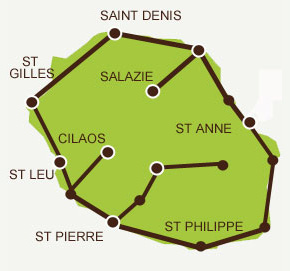 SAINT DENIS
ST
GILLES
SALAZIE
ST ANNE
CILAOS
ST LEU
ST PIERRE
ST PHILIPPE